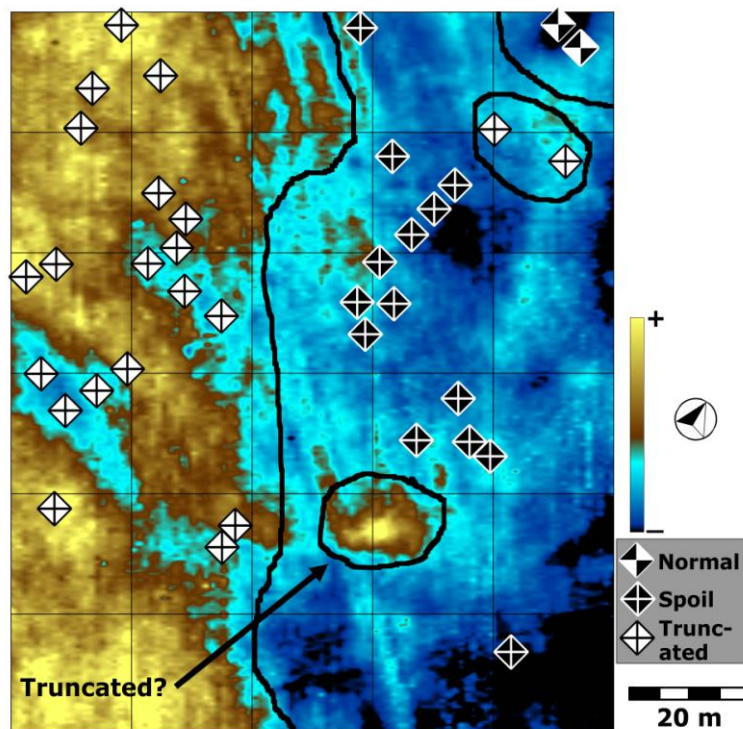 +
−
Normal
Spoil
Trunc-
ated
Truncated?
20 m